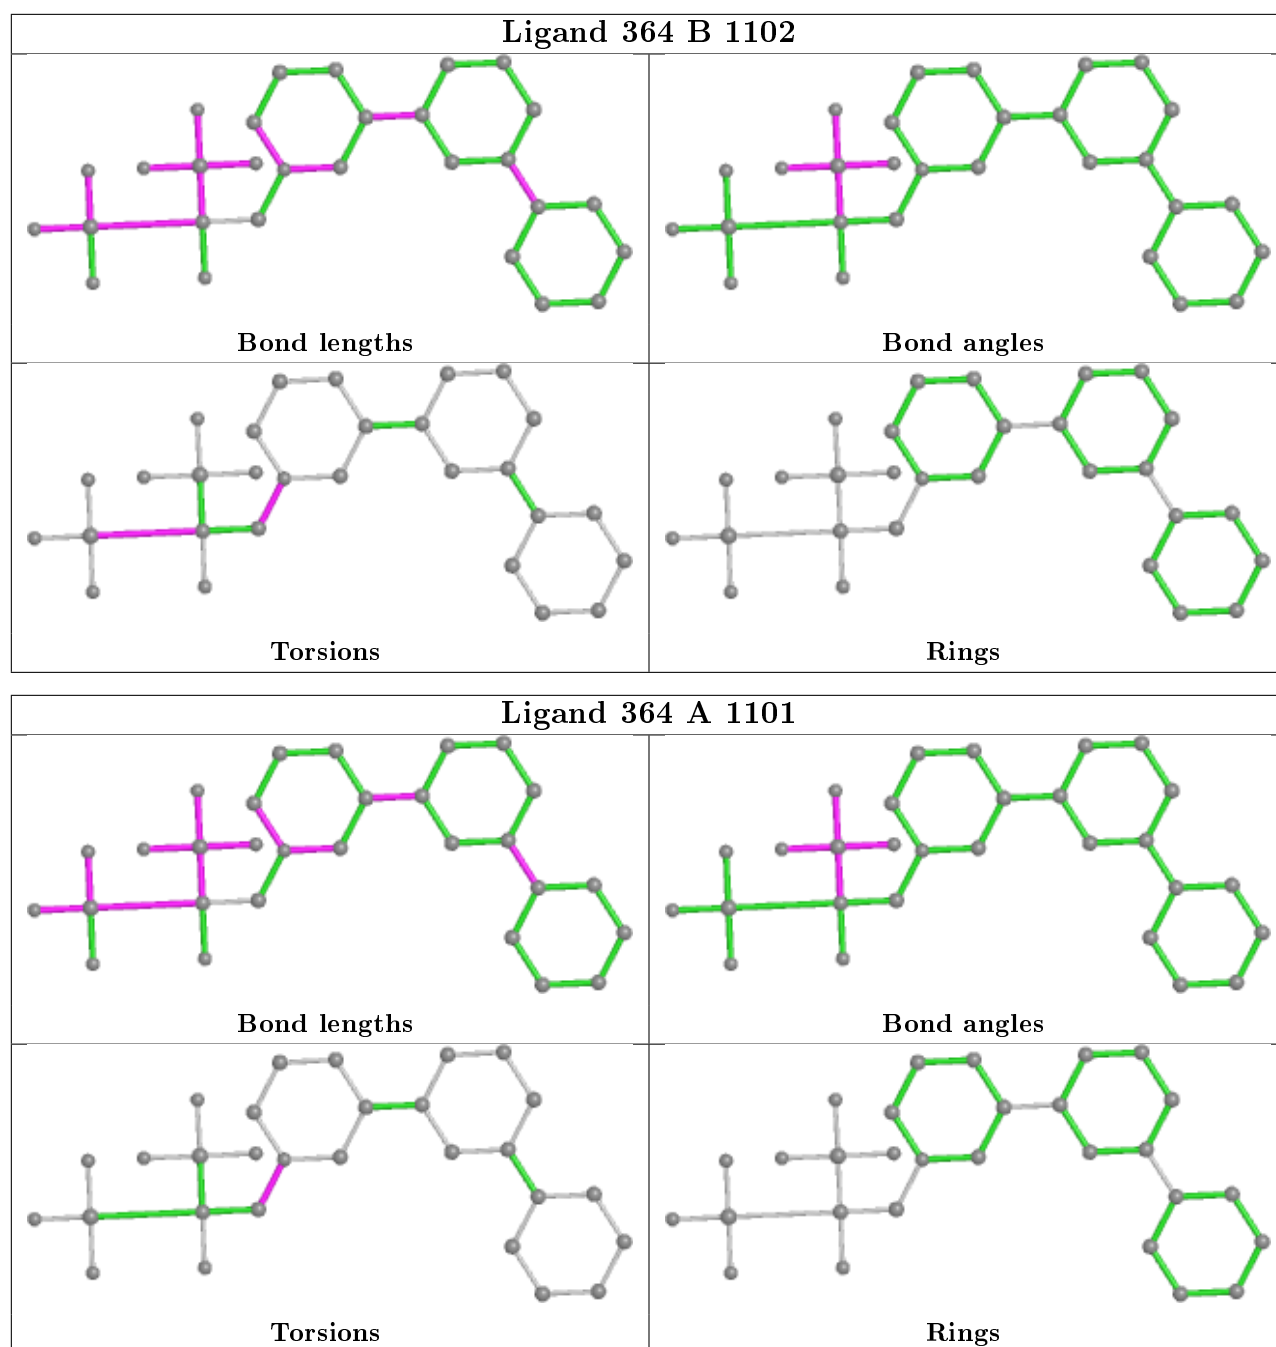 Ligand 364 B 1102
Bond lengths
Bond angles
Torsions
Rings
Ligand 364 A 1101
Bond lengths
Bond angles
Torsions
Rings